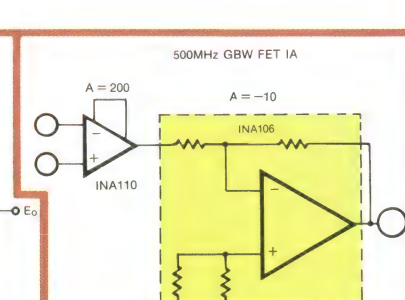 500MHz GBW FET IA
A = 200
A = −10
INA106
−
+
INA110
−
+
Eo